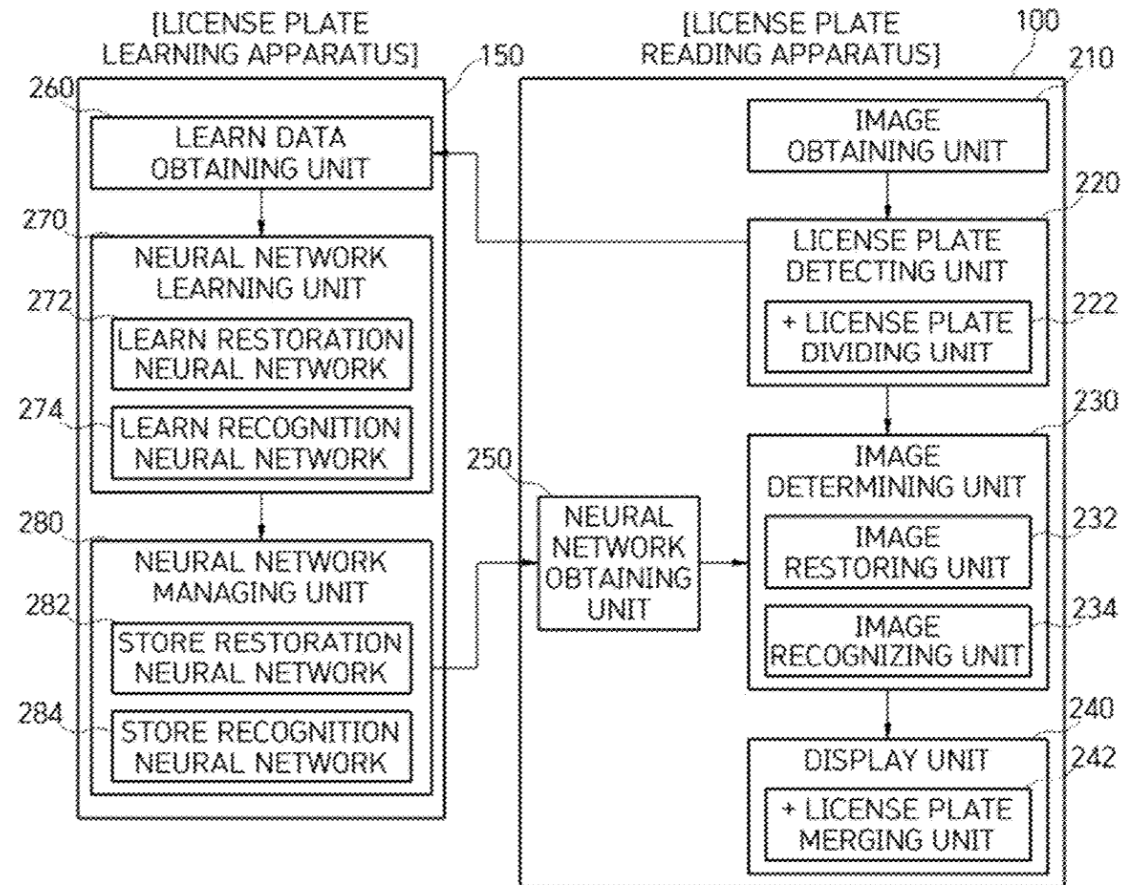 [LICENSE PLATE
LEARNING APPARATUS]
150
260
LEARN DATA
OBTAINING UNIT
270
NEURAL NETWORK
LEARNING UNIT
272
LEARN RESTORATION
NEURAL NETWORK
274
LEARN RECOGNITION
NEURAL NETWORK
280
NEURAL NETWORK
MANAGING UNIT
282
STORE RESTORATION
NEURAL NETWORK
284
STORE RECOGNITION
NEURAL NETWORK
[LICENSE PLATE
READING APPARATUS]
100
210
IMAGE
OBTAINING UNIT
220
LICENSE PLATE
DETECTING UNIT
222
+ LICENSE PLATE
DIVIDING UNIT
230
IMAGE
DETERMINING UNIT
232
IMAGE
RESTORING UNIT
234
IMAGE
RECOGNIZING UNIT
250
NEURAL
NETWORK
OBTAINING
UNIT
240
DISPLAY UNIT
242
+ LICENSE PLATE
MERGING UNIT